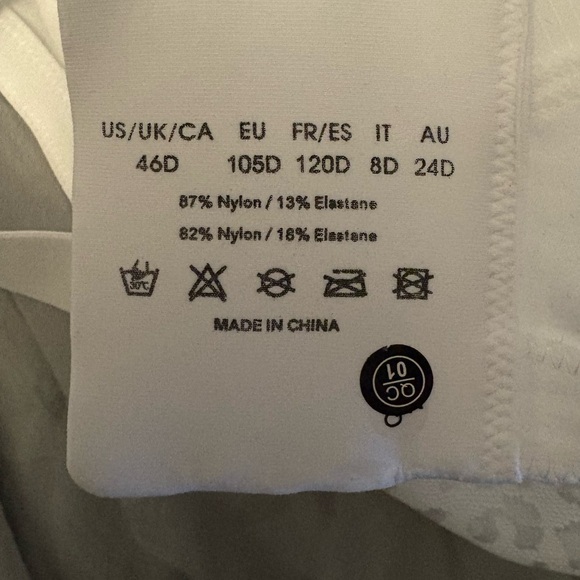 US/UK/CA EU FR/ES IT AU
46D 105D 120D 8D 24D
87% Nylon / 13% Elastane
82% Nylon / 18% Elastane
30℃
MADE IN CHINA
QC
01